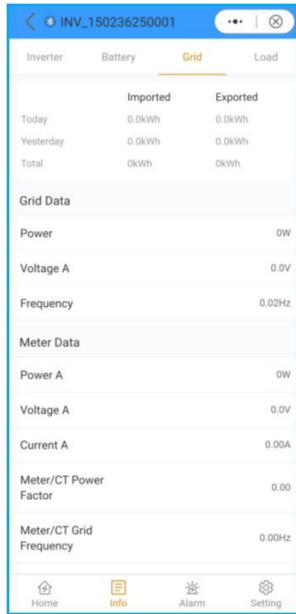 INV_150236250001
Inverter Battery Grid Load
Imported Exported
Today 0.0kWh 0.0kWh
Yesterday 0.0kWh 0.0kWh
Total 0kWh 0kWh
Grid Data
Power 0W
Voltage A 0.0V
Frequency 0.02Hz
Meter Data
Power A 0W
Voltage A 0.0V
Current A 0.00A
Meter/CT Power
Factor 0.00
Meter/CT Grid
Frequency 0.00Hz
Home Info Alarm Setting